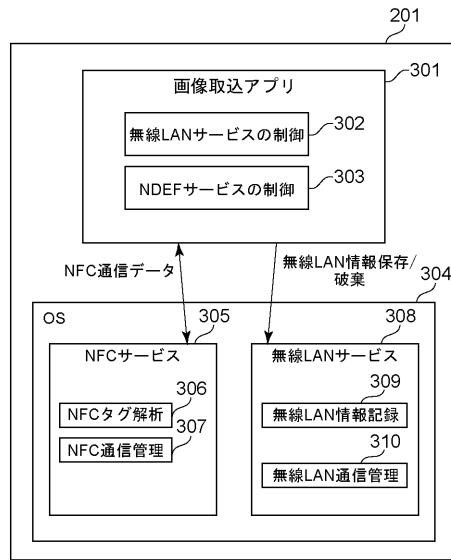 201
301
画像取込アプリ
無線LANサービスの制御
302
NDEFサービスの制御
303
NFC通信データ
無線LAN情報保存/
破棄
304
OS
305
NFCサービス
306
NFCタグ解析
307
NFC通信管理
308
無線LANサービス
309
無線LAN情報記録
310
無線LAN通信管理